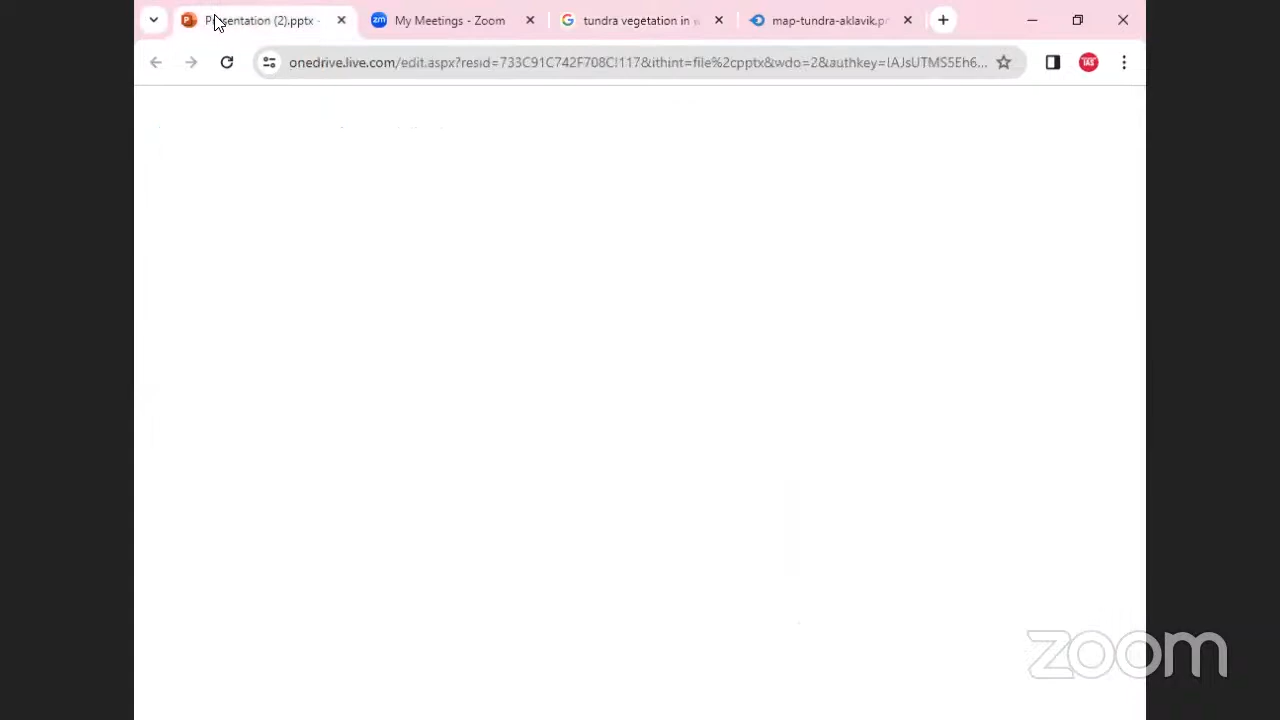 Presentation (2).pptx -
My Meetings - Zoom
tundra vegetation in
map-tundra-aklavik.p
onedrive.live.com/edit.aspx?resid=733C91C742F708C!117&ithint=file%2cpptx&wdo=2&authkey=!AJsUTMS5Eh6...
IAS
zoom